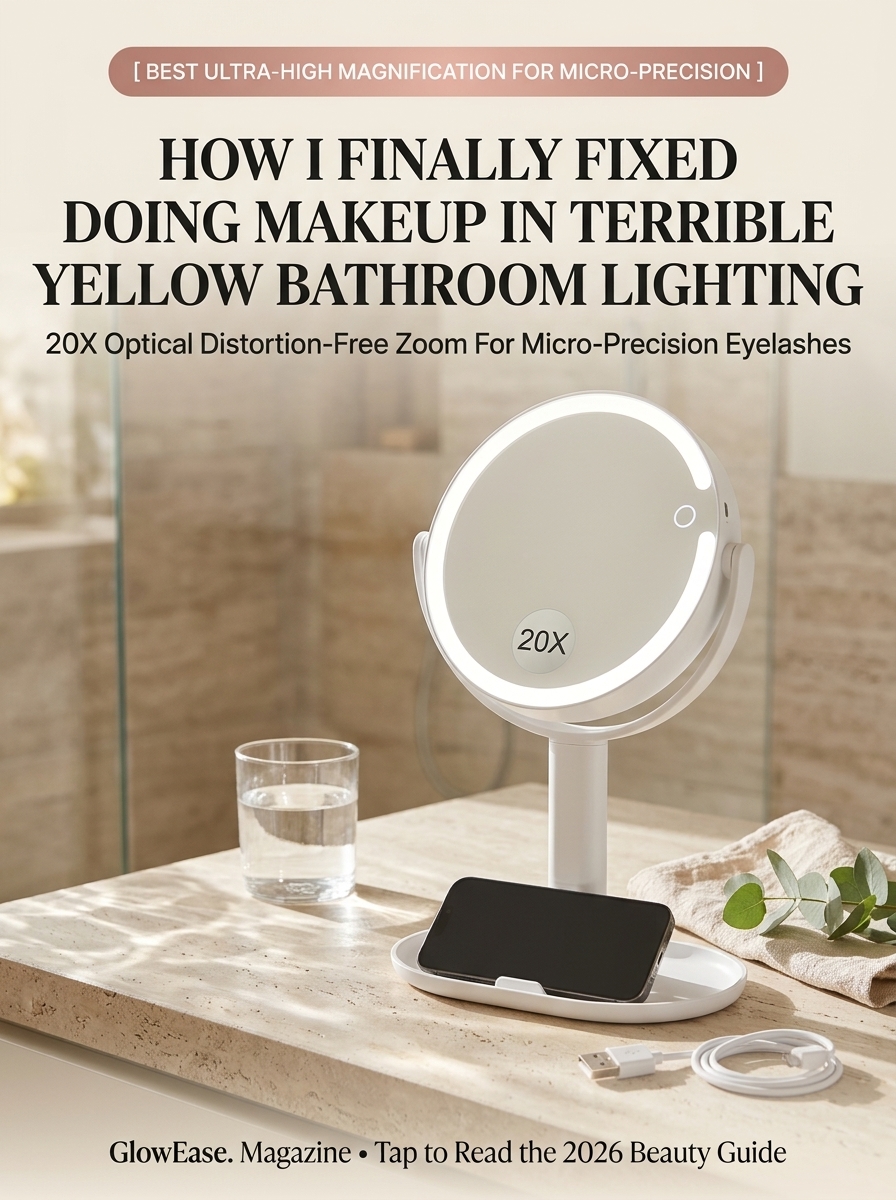 [ BEST ULTRA-HIGH MAGNIFICATION FOR MICRO-PRECISION ]
HOW I FINALLY FIXED
DOING MAKEUP IN TERRIBLE
YELLOW BATHROOM LIGHTING
20X Optical Distortion-Free Zoom For Micro-Precision Eyelashes
20X
GlowEase. Magazine • Tap to Read the 2026 Beauty Guide